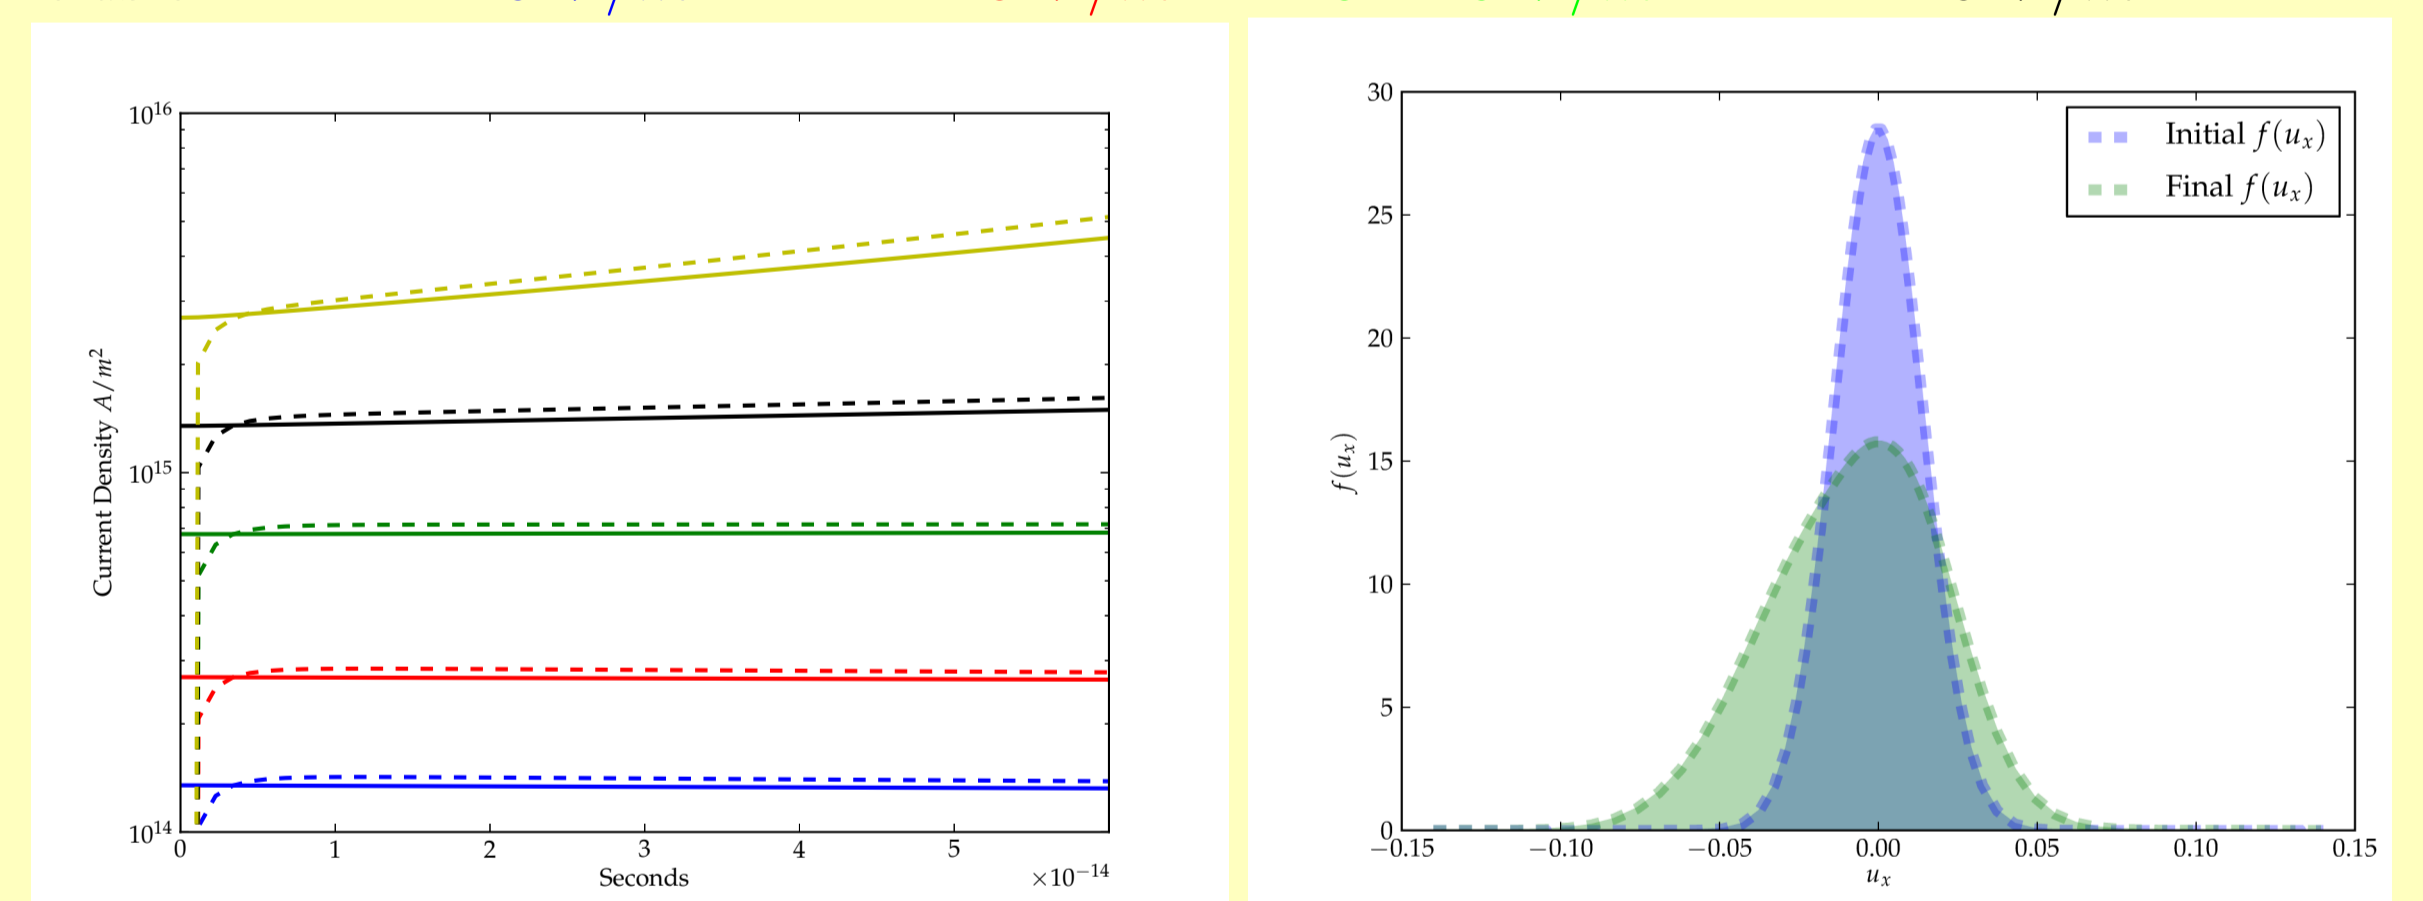 10^16
10^15
10^14
Current Density A/m^2
0 1 2 3 4 5
Seconds
×10^−14
30
25
20
15
10
5
0
f(u_x)
Initial f(u_x)
Final f(u_x)
−0.15 −0.10 −0.05 0.00 0.05 0.10 0.15
u_x